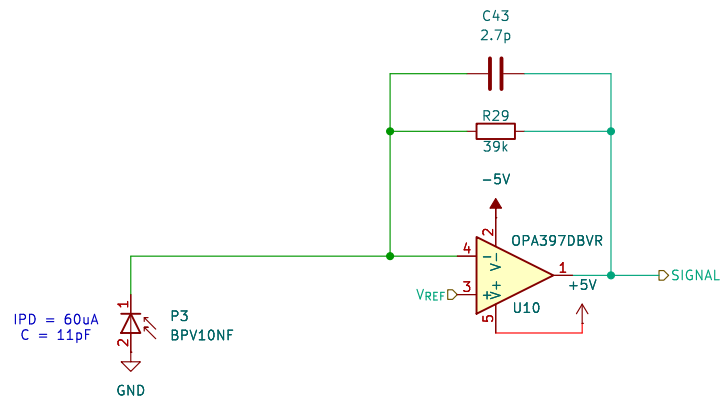 C43
2.7p
R29
39k
-5V
2
OPA397DBVR
4
-
V-
1
SIGNAL
+5V
VREF
3
+
V+
U10
5
1
IPD = 60uA
C = 11pF
P3
BPV10NF
2
GND